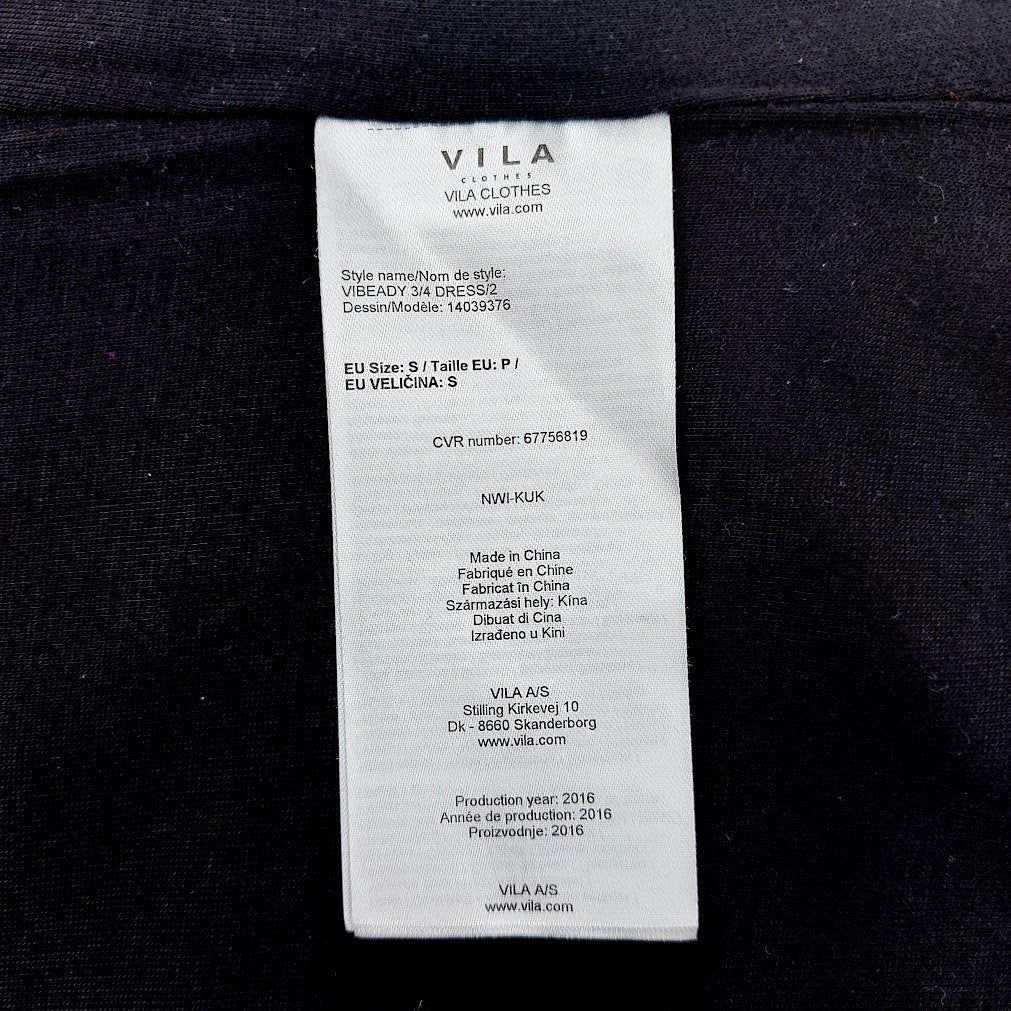 VILA
CLOTHES
VILA CLOTHES
www.vila.com
Style name/Nom de style:
VIBEADY 3/4 DRESS/2
Dessin/Modèle: 14039376
EU Size: S / Taille EU: P /
EU VELIČINA: S
CVR number: 67756819
NWI-KUK
Made in China
Fabriqué en Chine
Fabricat în China
Származási hely: Kína
Dibuat di Cina
Izrađeno u Kini
VILA A/S
Stilling Kirkevej 10
Dk - 8660 Skanderborg
www.vila.com
Production year: 2016
Année de production: 2016
Proizvodnje: 2016
VILA A/S
www.vila.com